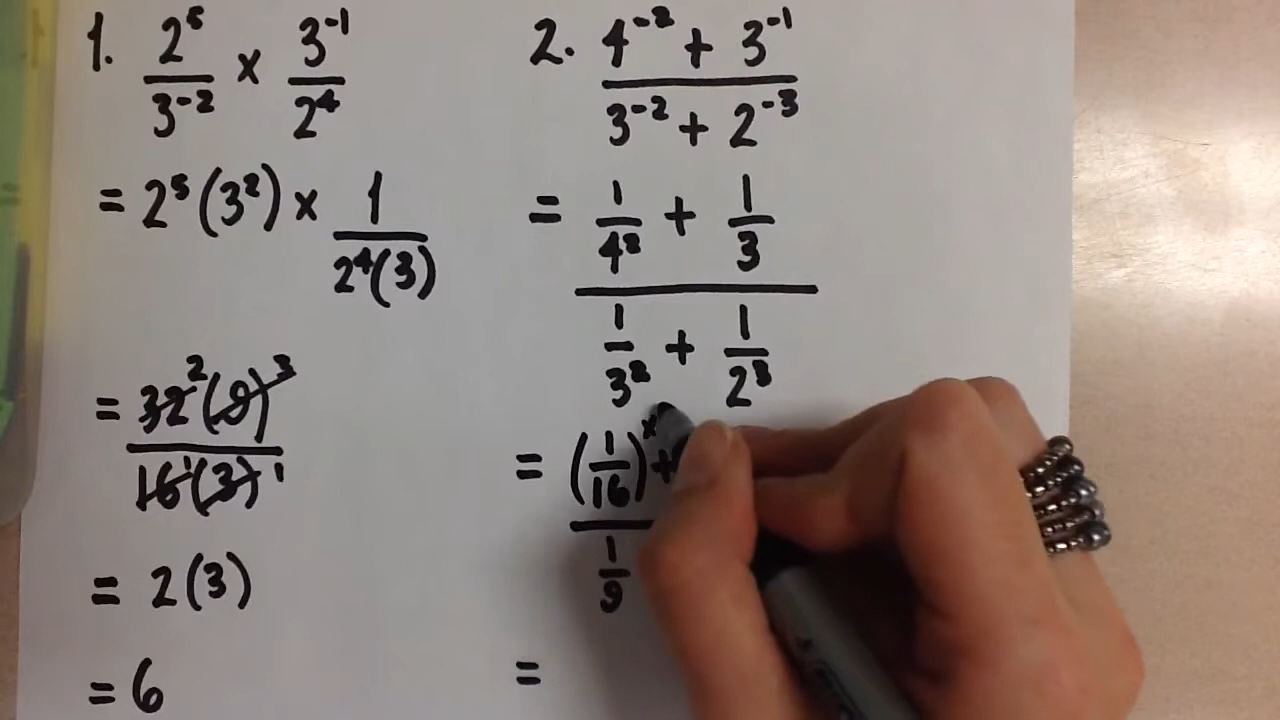 1. 2⁵/3⁻² x 3⁻¹/2⁴
= 2⁵(3²) x 1/2⁴(3)
= 32²(9)³/16¹(3)¹
= 2(3)
= 6
2. 4⁻² + 3⁻¹/3⁻² + 2⁻³
= 1/4² + 1/3 / 1/3² + 1/2³
= (1/16)ˣ + / 1/9
=